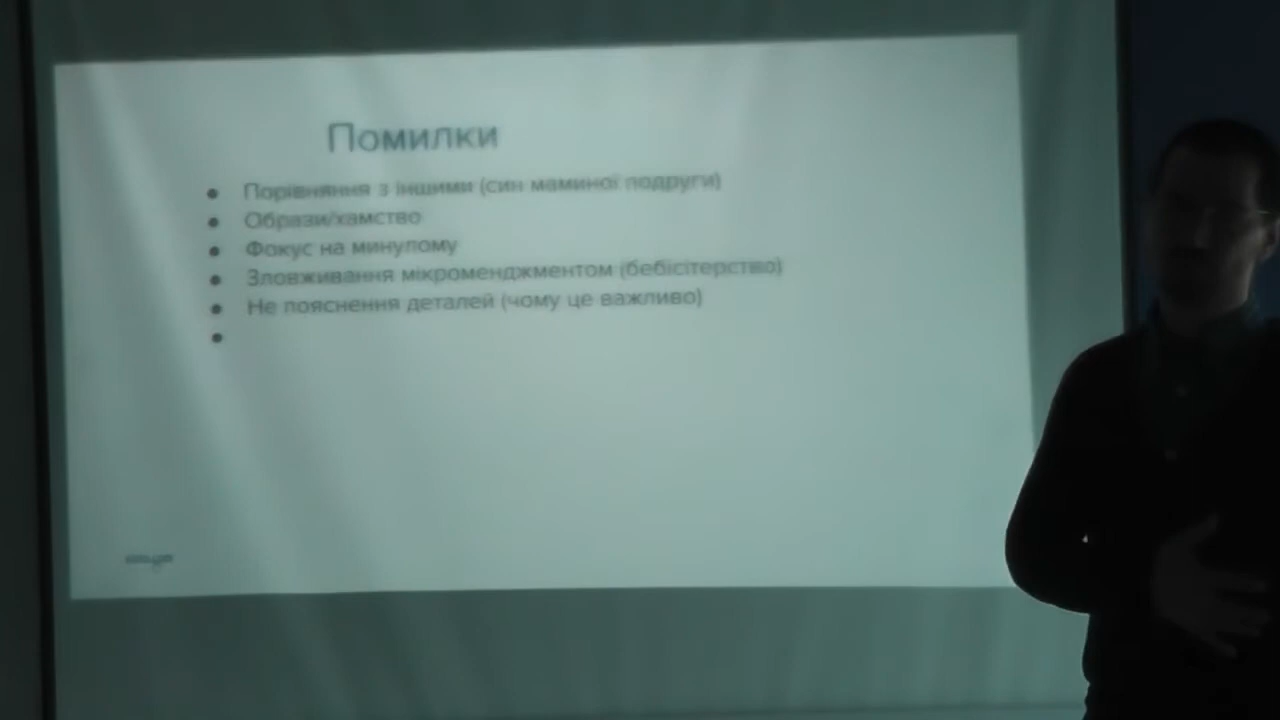 Помилки
● Порівняння з іншими (син маминої подруги)
● Образи/хамство
● Фокус на минулому
● Зловживання мікроменджментом (бебісітерство)
● Не пояснення деталей (чому це важливо)
●